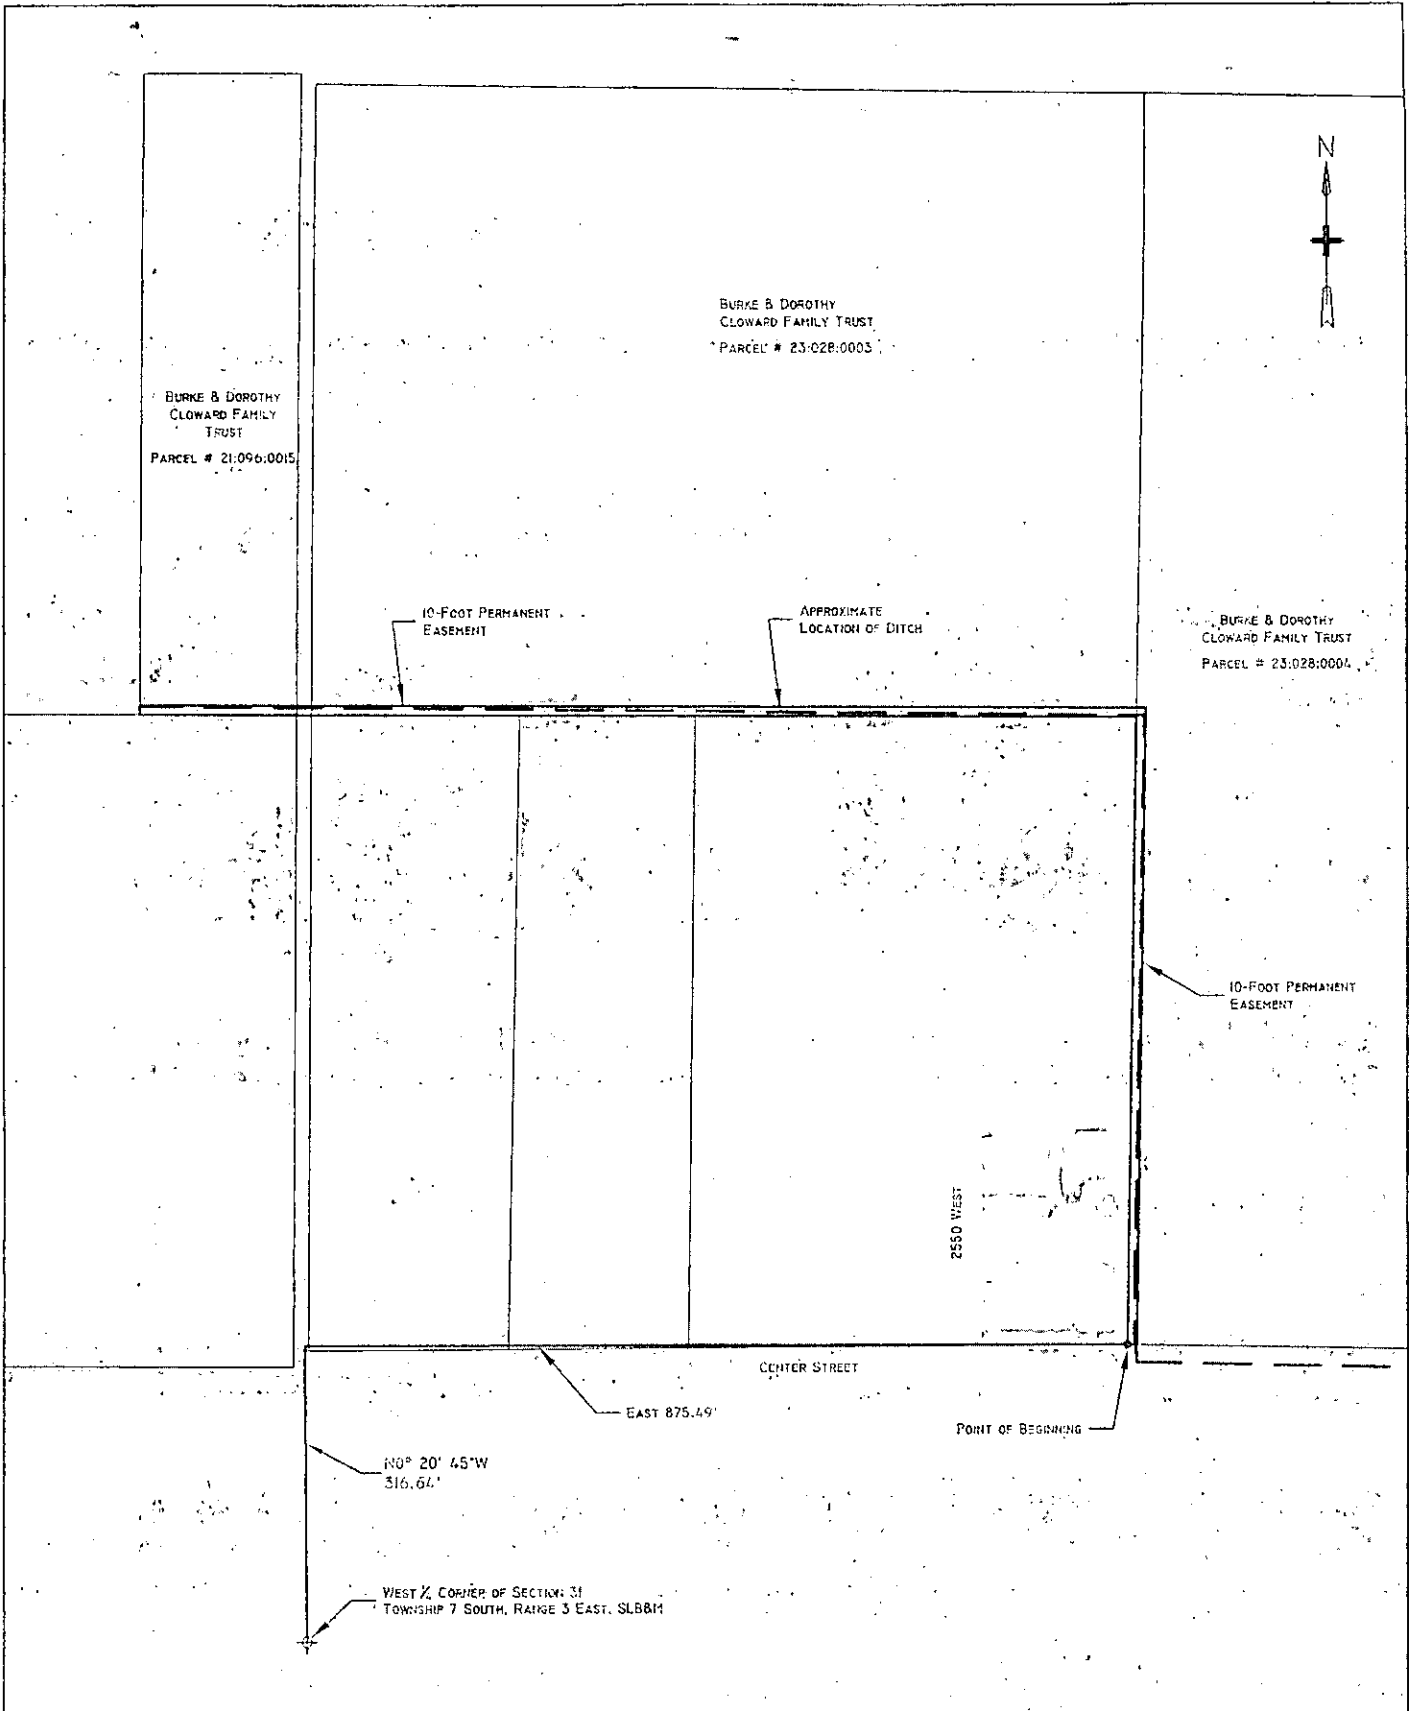 N
BURKE & DOROTHY
CLOWARD FAMILY TRUST
PARCEL # 23:028:0003
BURKE & DOROTHY
CLOWARD FAMILY
TRUST
PARCEL # 21:096:0015
10-FOOT PERMANENT
EASEMENT
APPROXIMATE
LOCATION OF DITCH
BURKE & DOROTHY
CLOWARD FAMILY TRUST
PARCEL # 23:028:0004
10-FOOT PERMANENT
EASEMENT
2550 WEST
CENTER STREET
EAST 875.49'
POINT OF BEGINNING
N0° 20' 45"W
316.64'
WEST ¼ CORNER OF SECTION 31
TOWNSHIP 7 SOUTH, RANGE 3 EAST, SLB&M